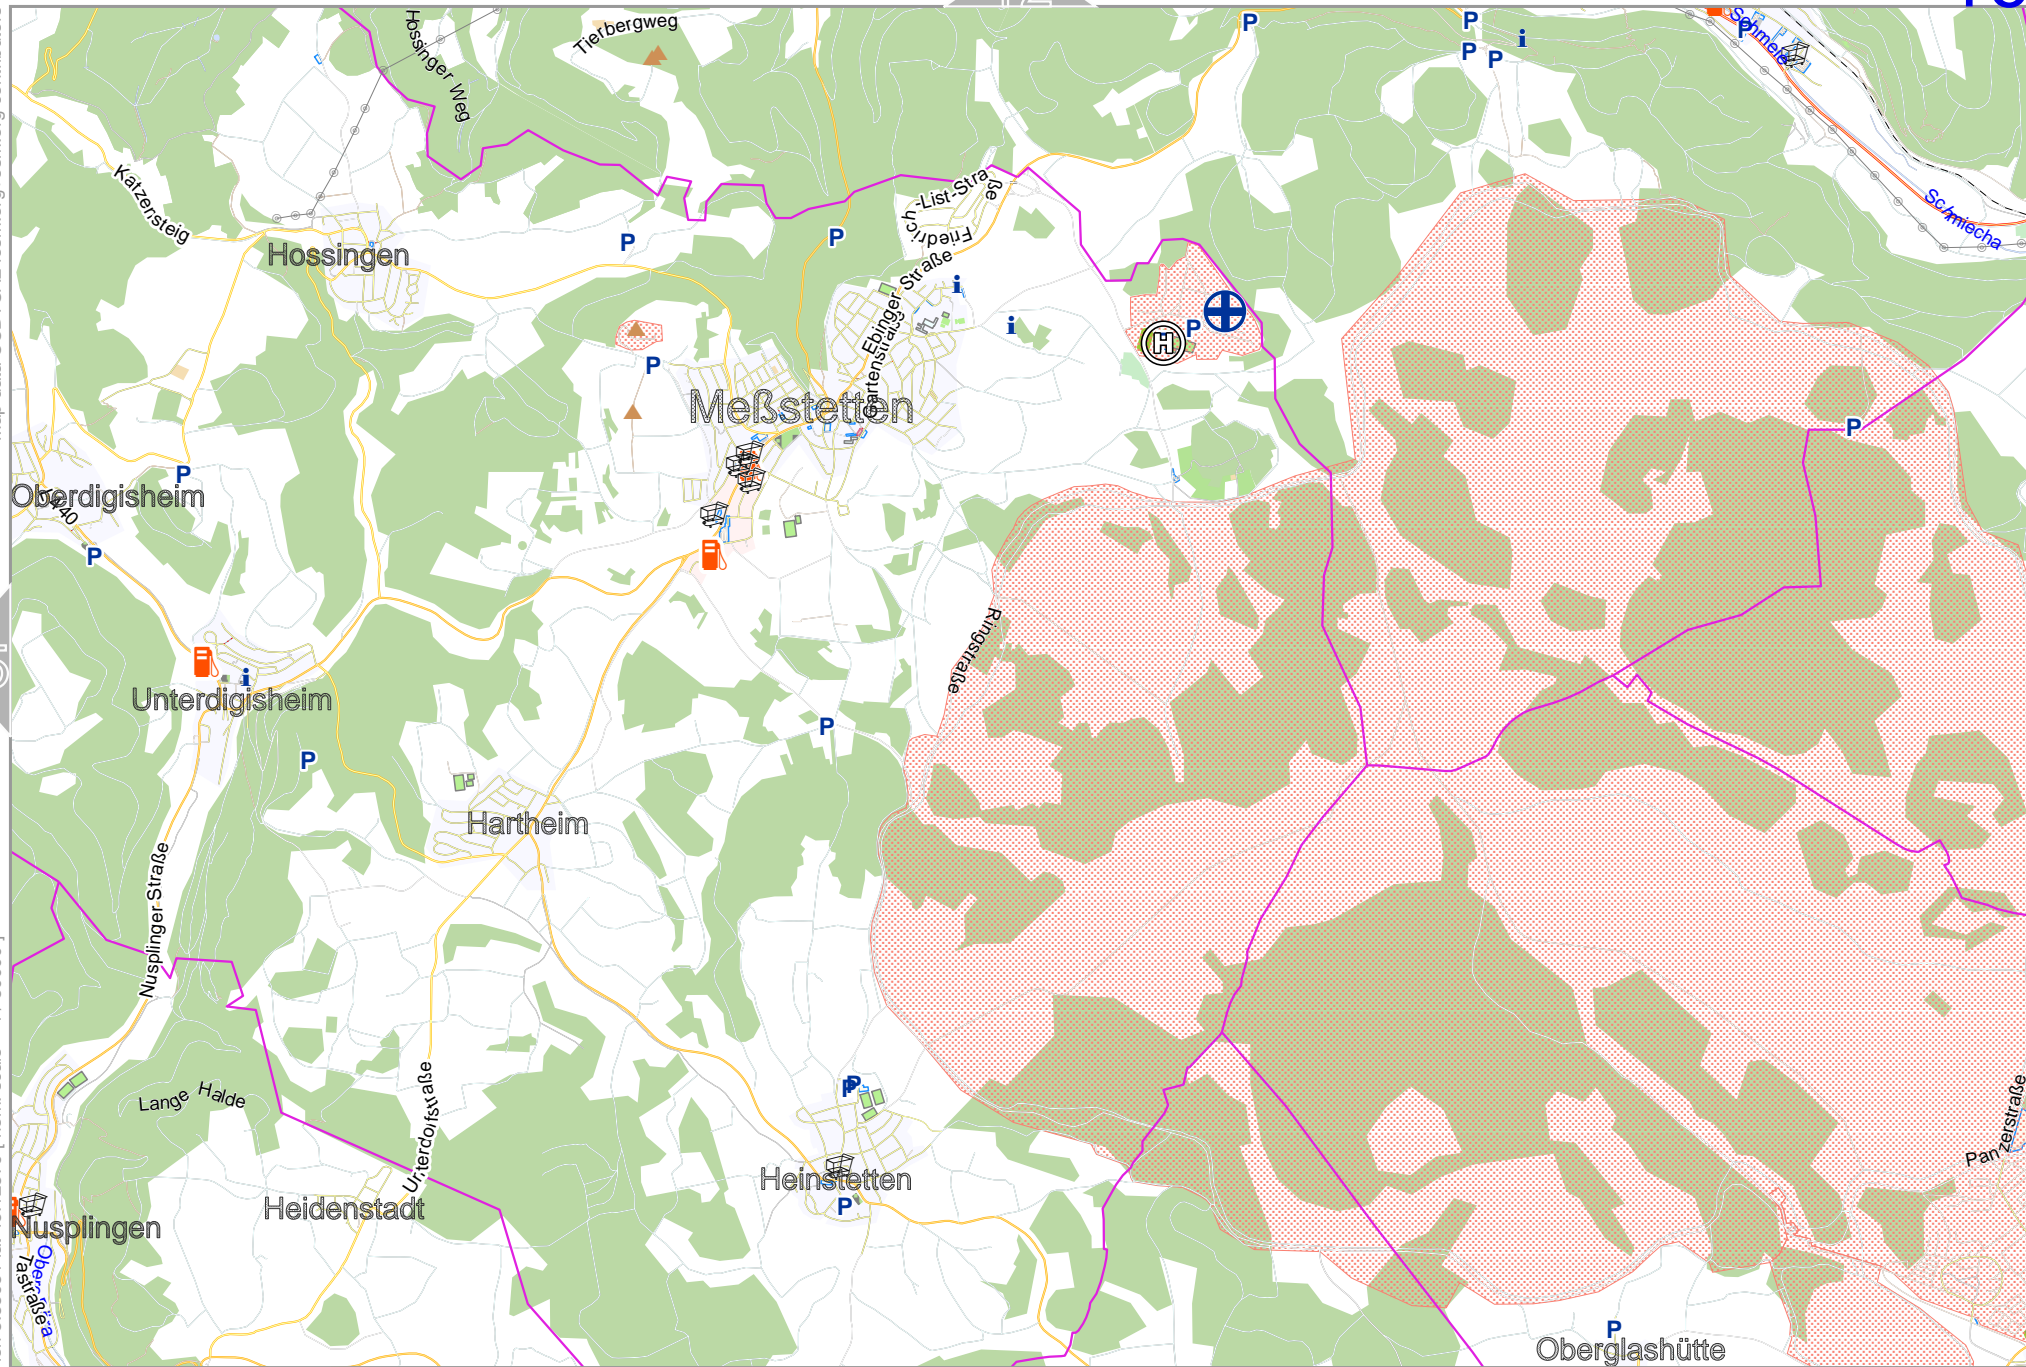 Tierbergweg
Hossinger Weg
Schmiecha
Katzensteig
Hossingen
Friedrich-List-Straße
Ebinger Straße
Gartenstraße
Meßstetten
H
Oberdigisheim
Ringstraße
Unterdigisheim
Hartheim
Nusplinger Straße
Lange Halde
Unterdorfstraße
Heinstetten
Heidenstadt
Nusplingen
Panzerstraße
Oberglashütte